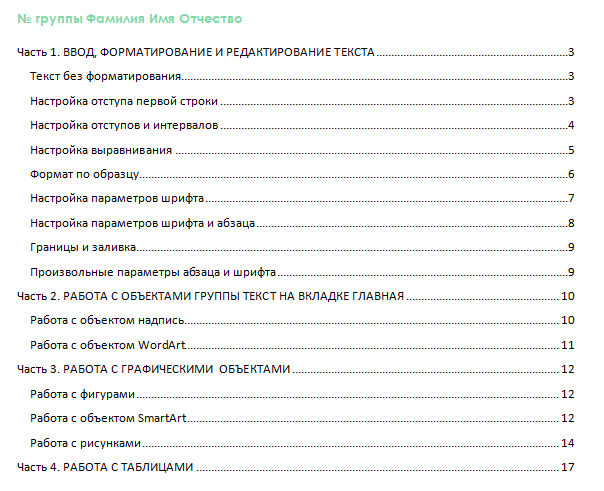 № группы Фамилия Имя Отчество
Часть 1. ВВОД, ФОРМАТИРОВАНИЕ И РЕДАКТИРОВАНИЕ ТЕКСТА 3
Текст без форматирования 3
Настройка отступа первой строки 3
Настройка отступов и интервалов 4
Настройка выравнивания 5
Формат по образцу 6
Настройка параметров шрифта 7
Настройка параметров шрифта и абзаца 8
Границы и заливка 9
Произвольные параметры абзаца и шрифта 9
Часть 2. РАБОТА С ОБЪЕКТАМИ ГРУППЫ ТЕКСТ НА ВКЛАДКЕ ГЛАВНАЯ 10
Работа с объектом надпись 10
Работа с объектом WordArt 11
Часть 3. РАБОТА С ГРАФИЧЕСКИМИ ОБЪЕКТАМИ 12
Работа с фигурами 12
Работа с объектом SmartArt 12
Работа с рисунками 14
Часть 4. РАБОТА С ТАБЛИЦАМИ 17